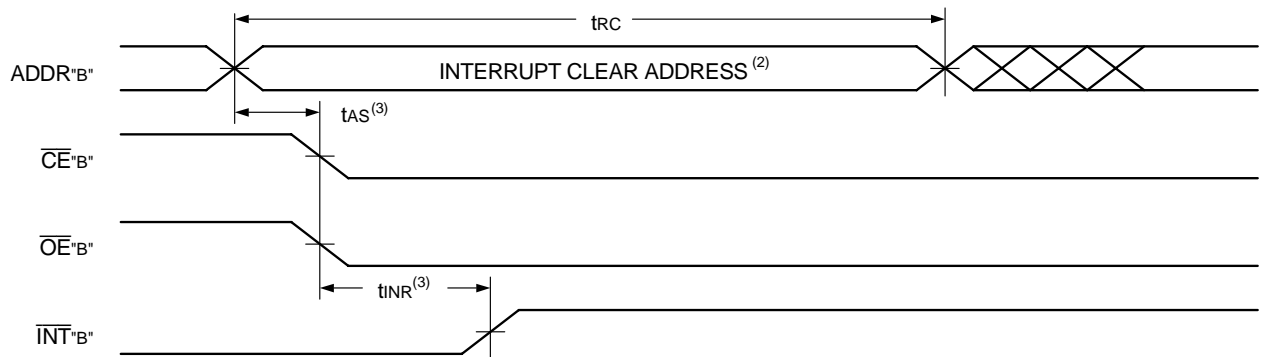 tRC
ADDR"B"
INTERRUPT CLEAR ADDRESS (2)
tAS(3)
CE"B"
OE"B"
tINR(3)
INT"B"